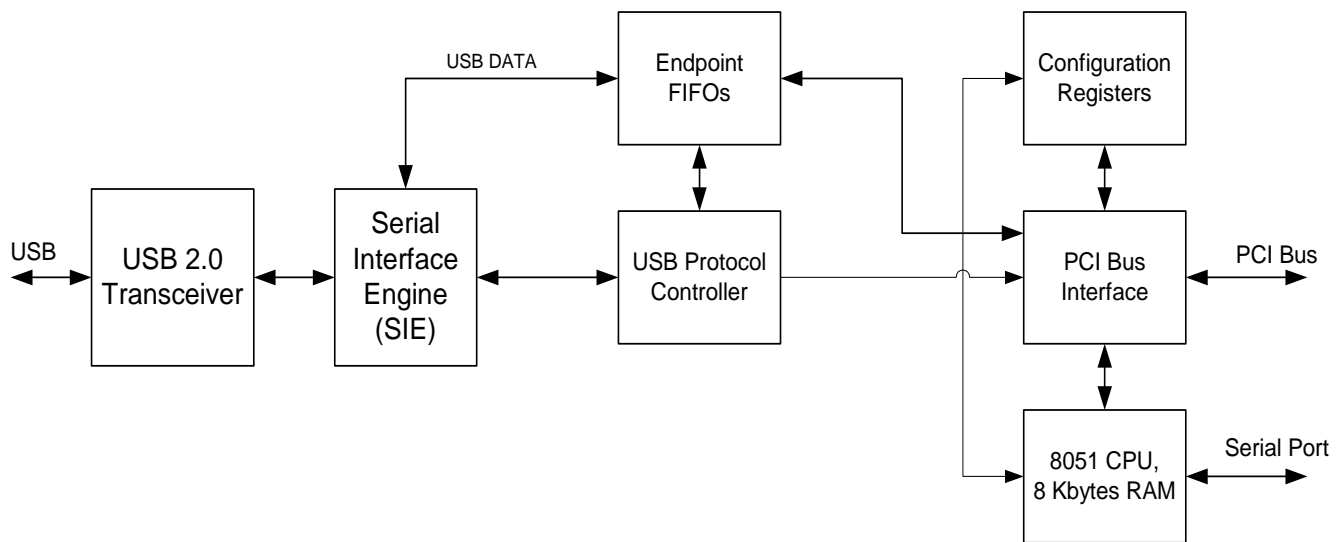 USB DATA
Endpoint
FIFOs
Configuration
Registers
USB
USB 2.0
Transceiver
Serial
Interface
Engine
(SIE)
USB Protocol
Controller
PCI Bus
Interface
PCI Bus
8051 CPU,
8 Kbytes RAM
Serial Port